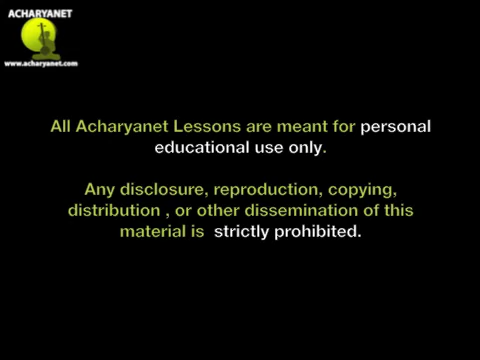 ACHARYANET
www.acharyanet.com
All Acharyanet Lessons are meant for personal
educational use only.
Any disclosure, reproduction, copying,
distribution , or other dissemination of this
material is  strictly prohibited.